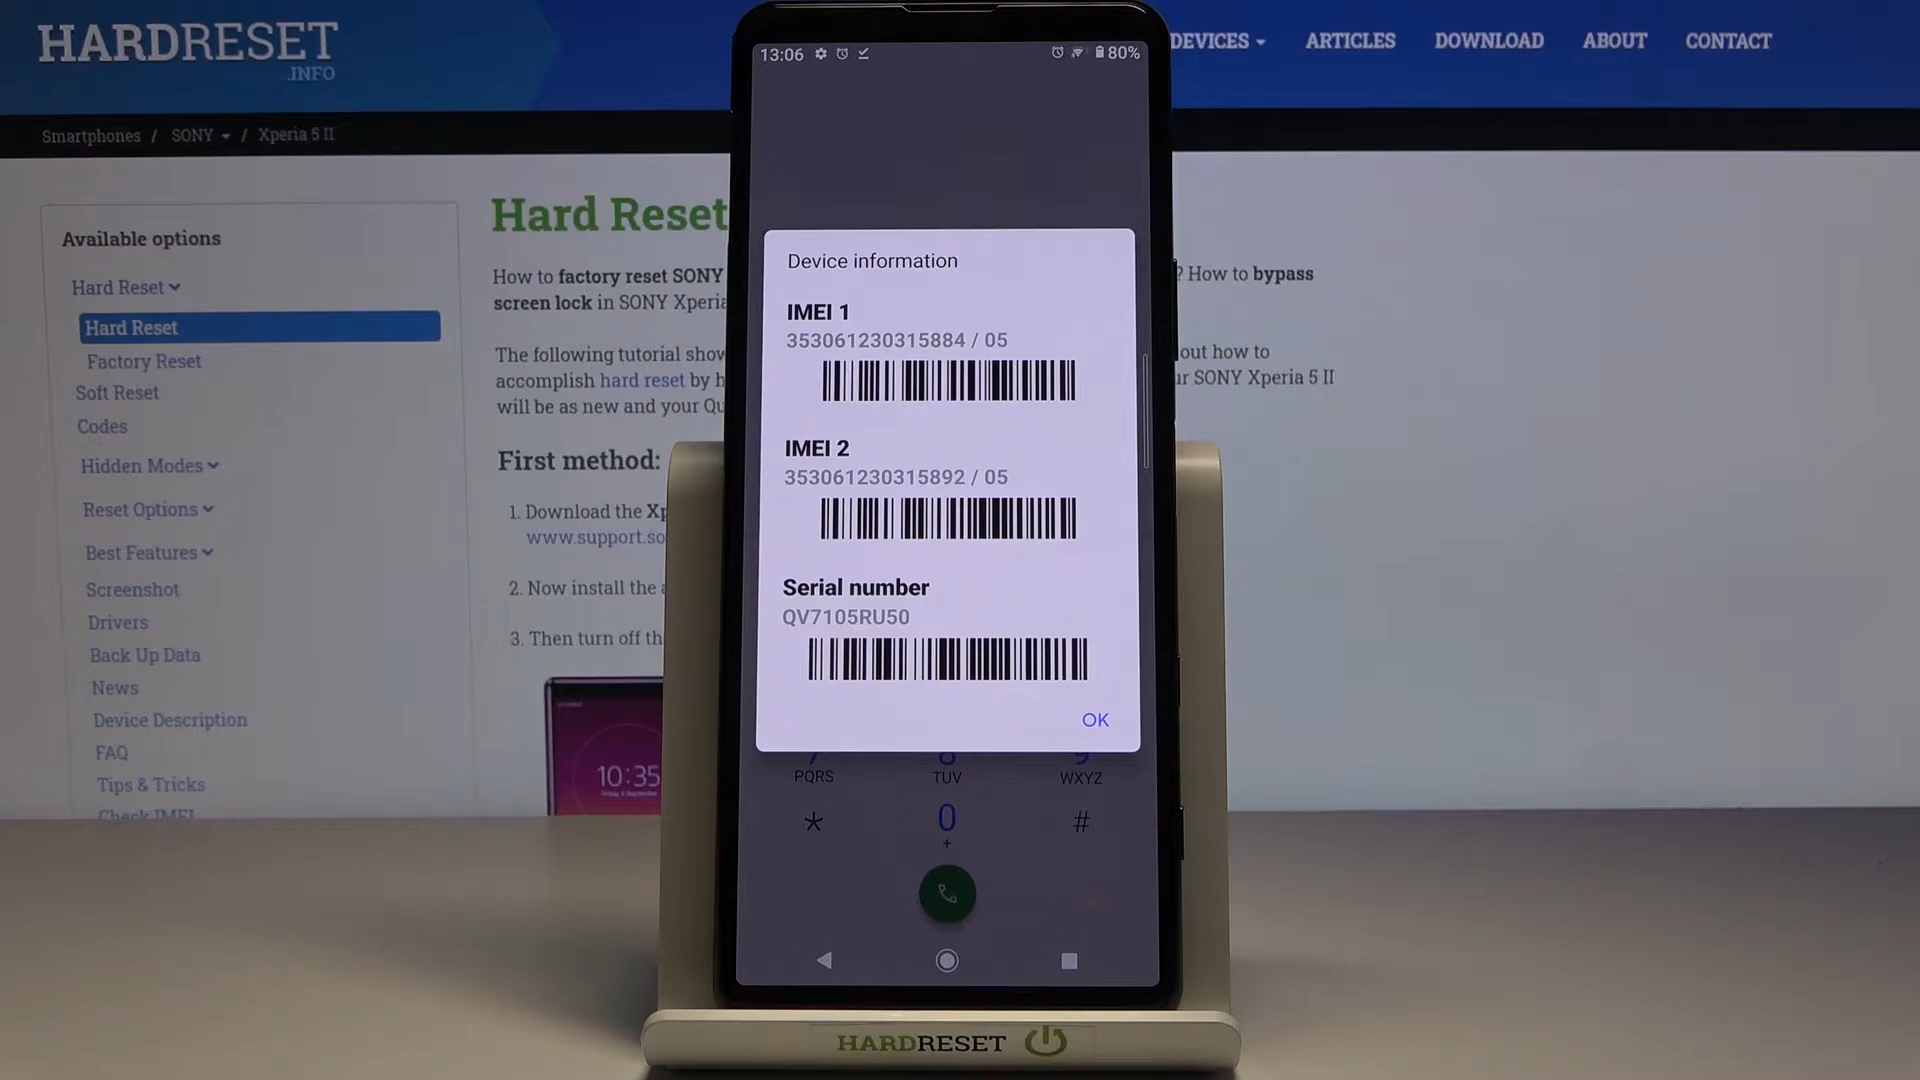 HARDRESET
.INFO
DEVICES
ARTICLES
DOWNLOAD
ABOUT
CONTACT
Smartphones / SONY / Xperia 5 II
Available options
Hard Reset
Hard Reset
Factory Reset
Soft Reset
Codes
Hidden Modes
Reset Options
Best Features
Screenshot
Drivers
Back Up Data
News
Device Description
FAQ
Tips & Tricks
Check IMEI
Hard Reset
How to factory reset SONY
? How to bypass
screen lock in SONY Xperia
The following tutorial show
out how to
accomplish hard reset by h
ur SONY Xperia 5 II
will be as new and your Qu
First method:
1. Download the Xp
www.support.so
2. Now install the a
3. Then turn off th
10:35
13:06
80%
Device information
IMEI 1
353061230315884 / 05
IMEI 2
353061230315892 / 05
Serial number
QV7105RU50
OK
7 8 9
PQRS TUV WXYZ
* 0 #
+
HARDRESET